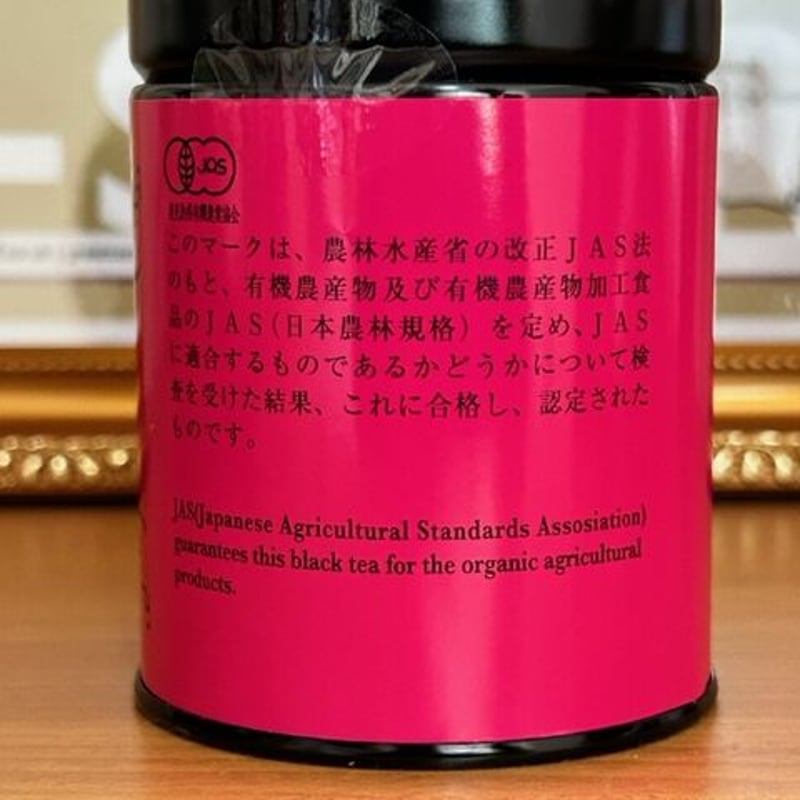 JAS
このマークは、農林水産省の改正ＪＡＳ法
のもと、有機農産物及び有機農産物加工食
品のＪＡＳ(日本農林規格）を定め、ＪＡＳ
に適合するものであるかどうかについて検
査を受けた結果、これに合格し、認定された
ものです。
JAS(Japanese Agricultural Standards Assosiation)
guarantees this black tea for the organic agricultural
products.